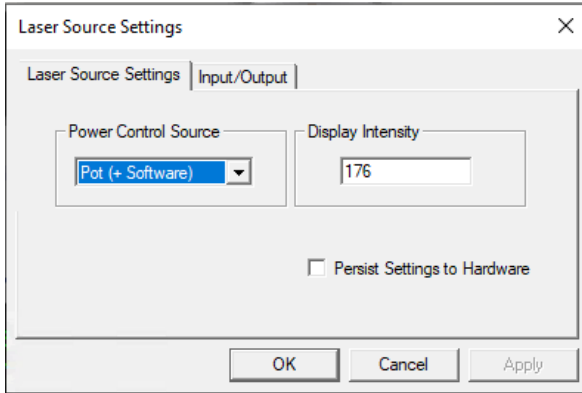 Laser Source Settings
Laser Source Settings Input/Output
Power Control Source Display Intensity
Pot (+ Software) 176
Persist Settings to Hardware
OK Cancel Apply